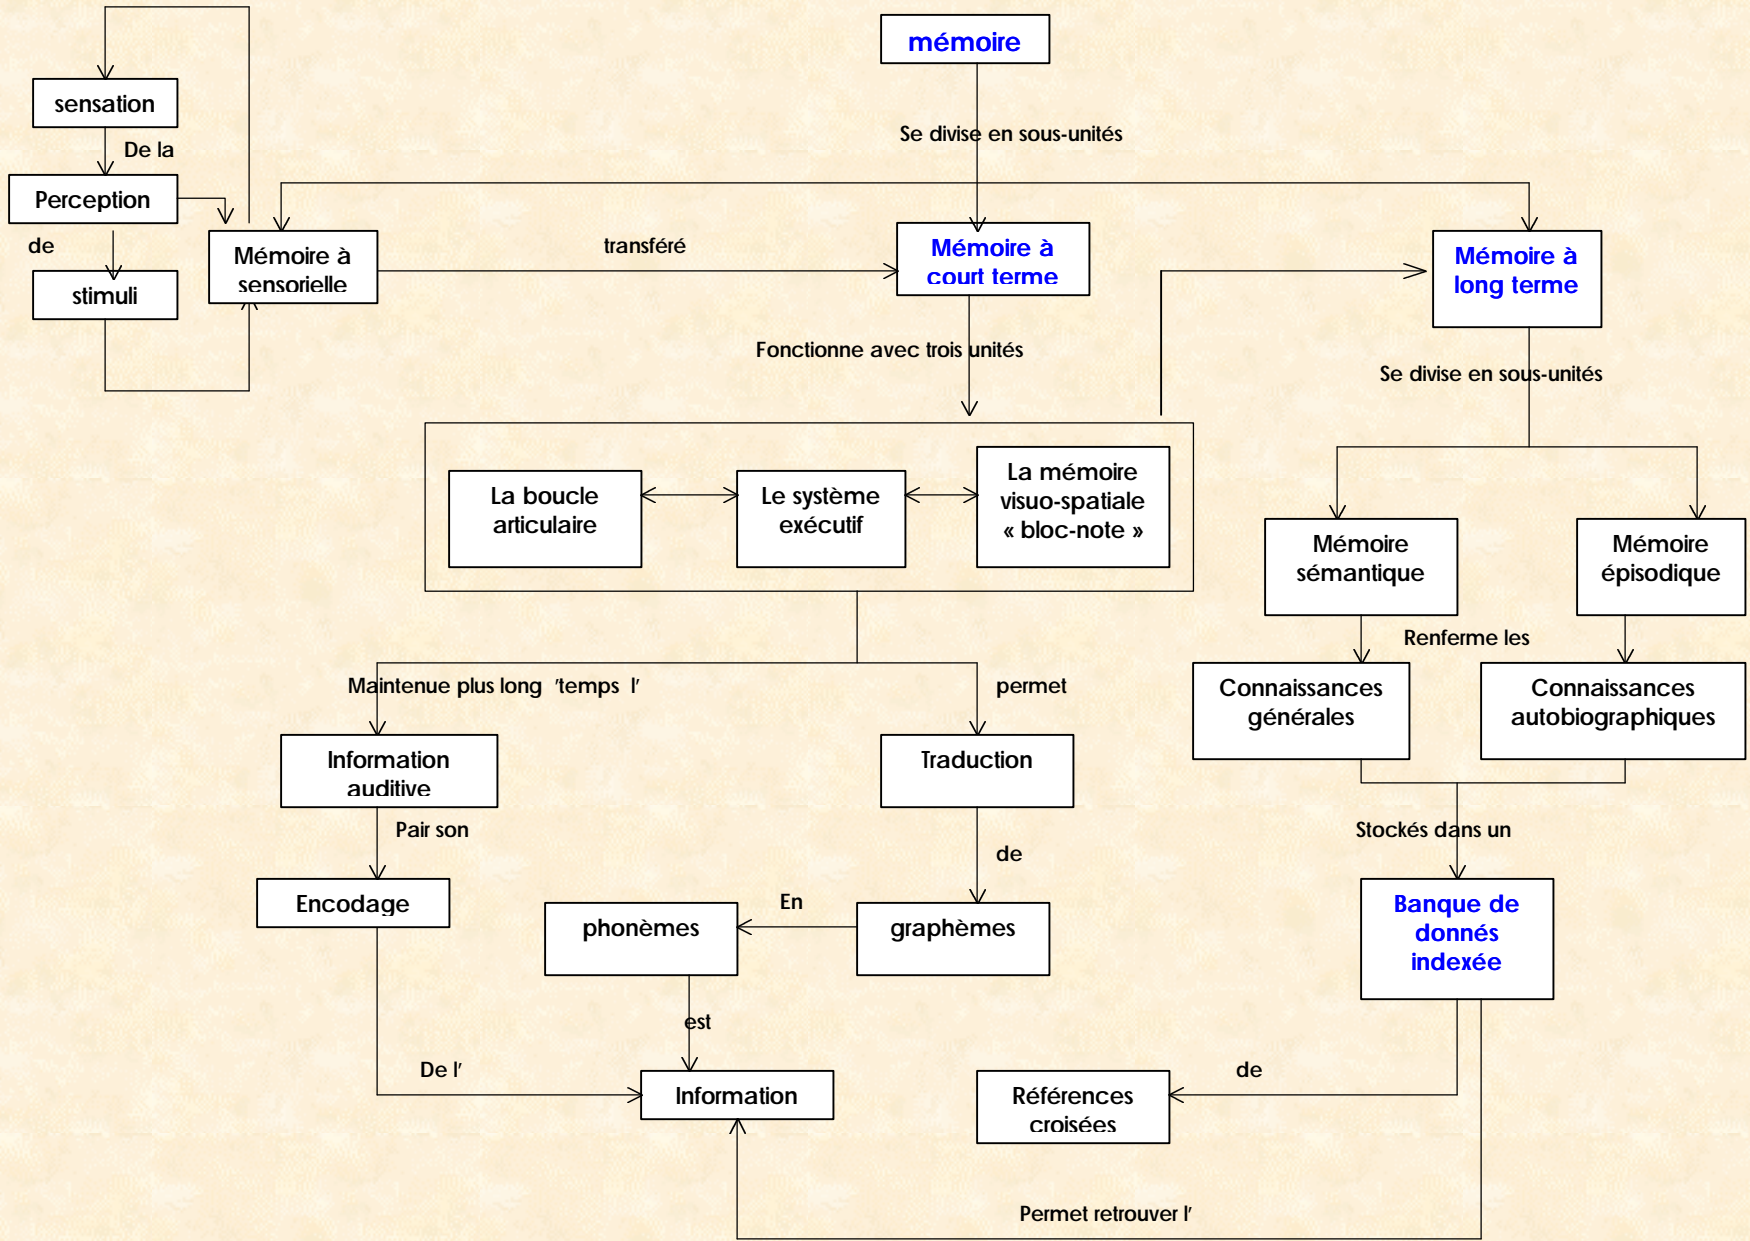 mémoire
sensation
Se divise en sous-unités
De la
Perception
de
Mémoire à
sensorielle
transféré
Mémoire à
court terme
Mémoire à
long terme
stimuli
Fonctionne avec trois unités
Se divise en sous-unités
La boucle
articulaire
Le système
exécutif
La mémoire
visuo-spatiale
« bloc-note »
Mémoire
sémantique
Mémoire
épisodique
Renferme les
Maintenue plus long 'temps l'
permet
Connaissances
générales
Connaissances
autobiographiques
Information
auditive
Traduction
Pair son
Stockés dans un
de
Encodage
En
phonèmes
graphèmes
Banque de
donnés
indexée
est
De l'
de
Information
Références
croisées
Permet retrouver l'